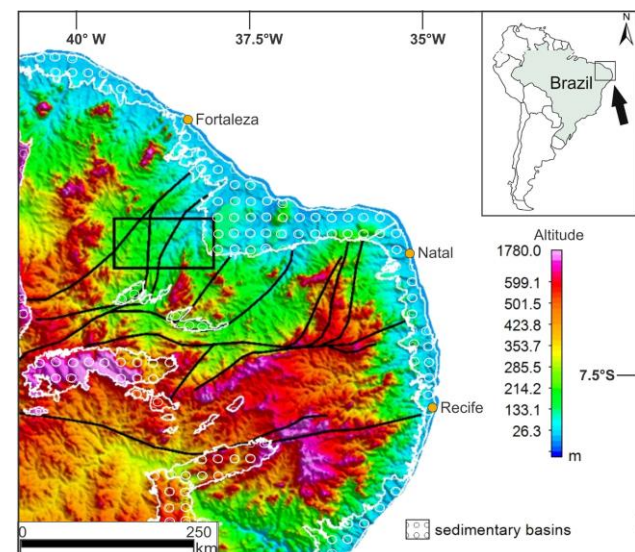 40° W
37.5°W
35°W
N
Brazil
Fortaleza
Natal
Altitude
1780.0
599.1
501.5
423.8
353.7
285.5
214.2
133.1
26.3
m
7.5°S
Recife
0
250
km
sedimentary basins